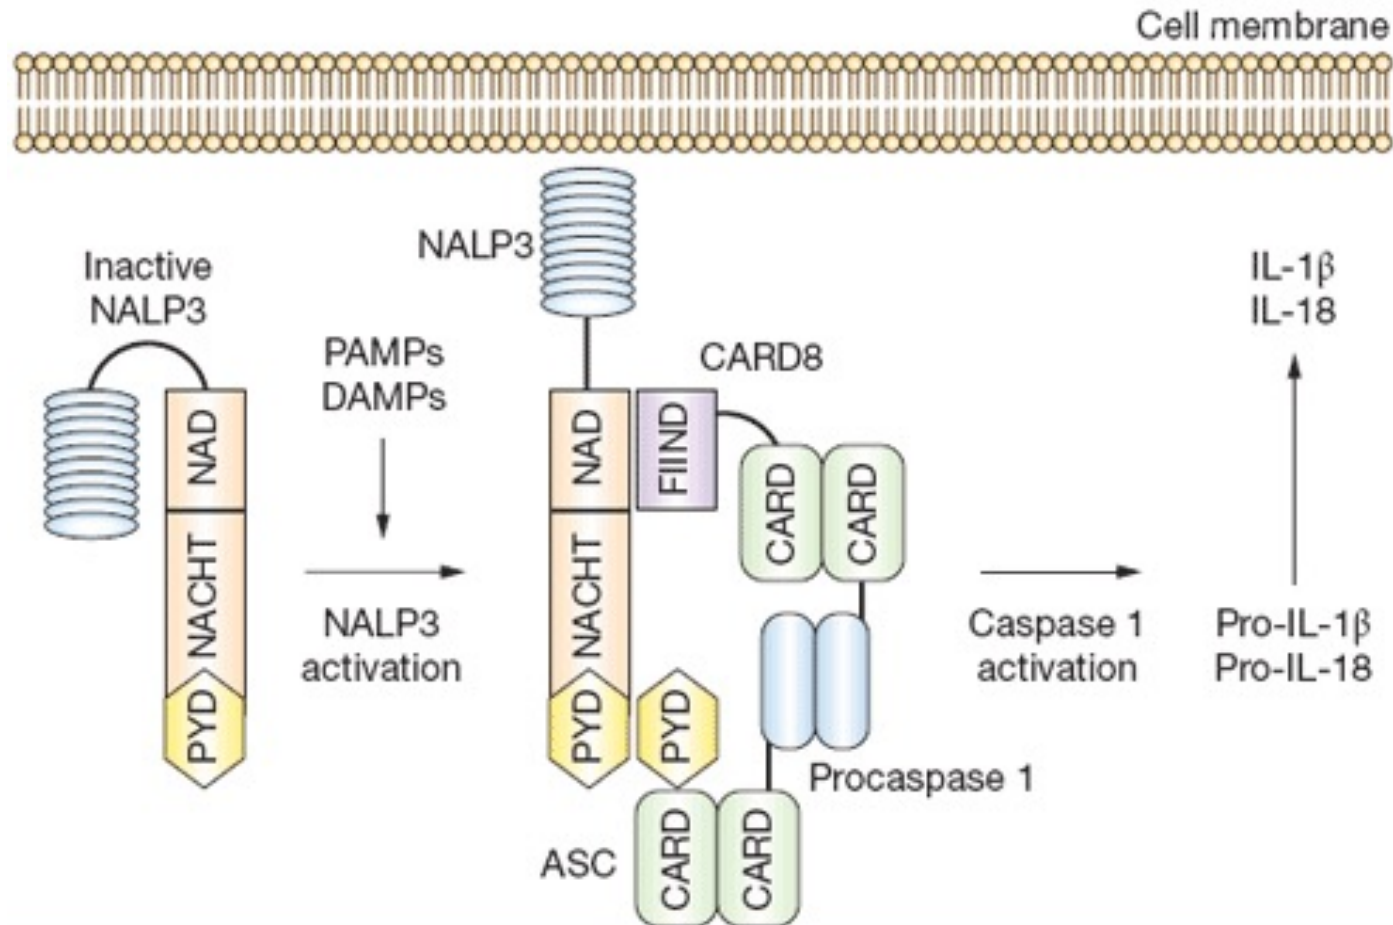 Cell membrane
NALP3
Inactive
NALP3
PAMPs
DAMPs
CARD8
IL-1β
IL-18
NAD
NACHT
PYD
NALP3
activation
NAD
NACHT
PYD
FIIND
CARD
CARD
PYD
Procaspase 1
ASC
CARD
CARD
Caspase 1
activation
Pro-IL-1β
Pro-IL-18